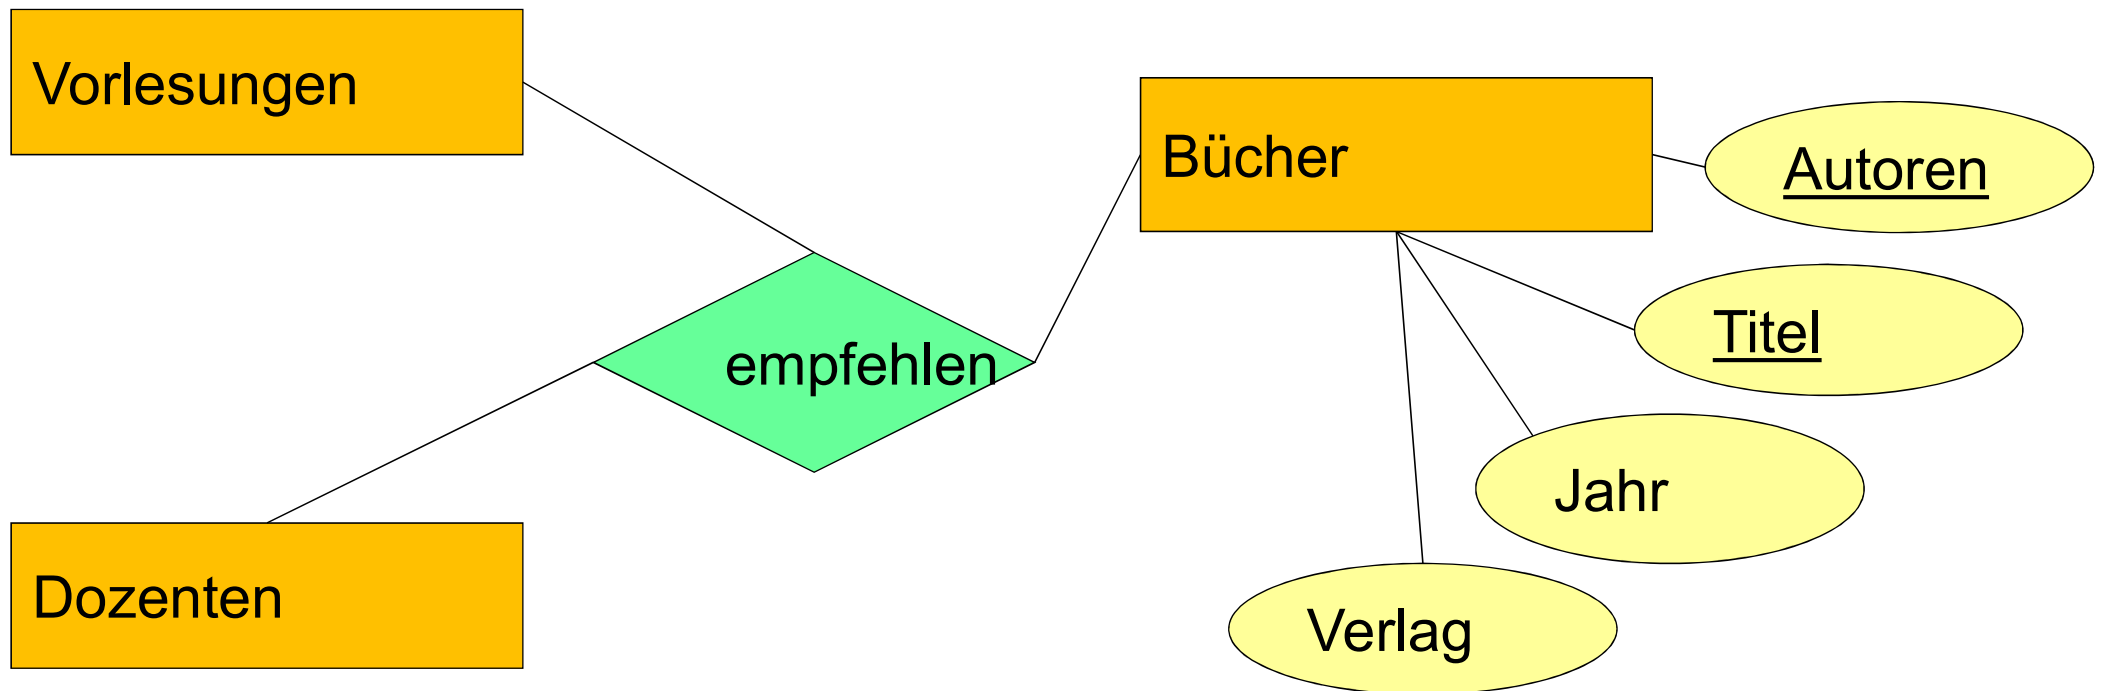 Vorlesungen
Bücher
Autoren
Titel
empfehlen
Jahr
Dozenten
Verlag